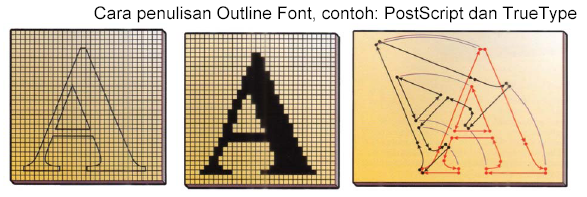 Cara penulisan Outline Font, contoh: PostScript dan TrueType
A A A